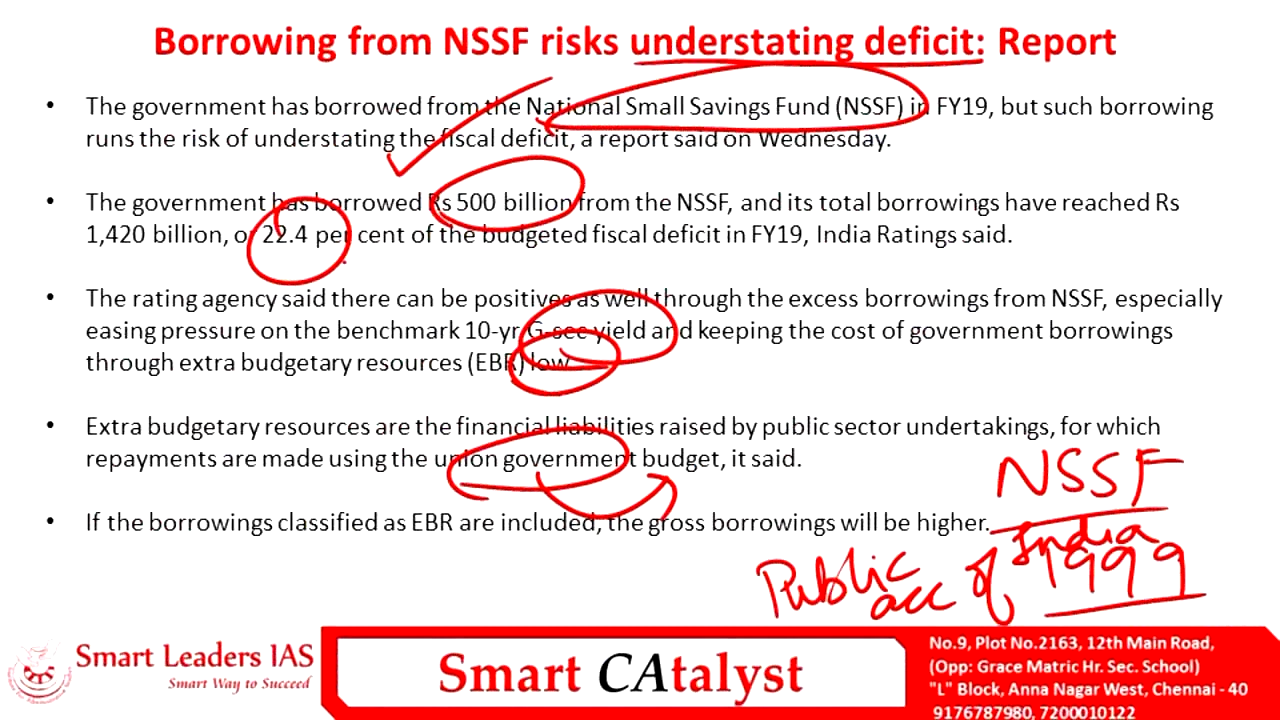 Borrowing from NSSF risks understating deficit: Report
• The government has borrowed from the National Small Savings Fund (NSSF) in FY19, but such borrowing
runs the risk of understating the fiscal deficit, a report said on Wednesday.
• The government has borrowed Rs 500 billion from the NSSF, and its total borrowings have reached Rs
1,420 billion, or 22.4 per cent of the budgeted fiscal deficit in FY19, India Ratings said.
• The rating agency said there can be positives as well through the excess borrowings from NSSF, especially
easing pressure on the benchmark 10-yr G-sec yield and keeping the cost of government borrowings
through extra budgetary resources (EBR) low.
• Extra budgetary resources are the financial liabilities raised by public sector undertakings, for which
repayments are made using the union government budget, it said.
• If the borrowings classified as EBR are included, the gross borrowings will be higher.
NSSF
1999
Public acc of India
Smart Leaders IAS
Smart Way to Succeed
Smart CAtalyst
No.9, Plot No.2163, 12th Main Road,
(Opp: Grace Matric Hr. Sec. School)
"L" Block, Anna Nagar West, Chennai - 40
9176787980, 7200010122